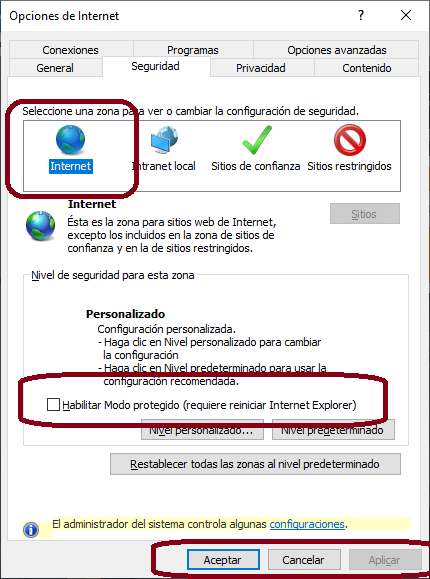 Opciones de Internet
Conexiones Programas Opciones avanzadas
General Seguridad Privacidad Contenido
Seleccione una zona para ver o cambiar la configuración de seguridad.
Internet Intranet local Sitios de confianza Sitios restringidos
Internet
Ésta es la zona para sitios web de Internet,
excepto los incluidos en la zona de sitios de
confianza y en la de sitios restringidos.
Sitios
Nivel de seguridad para esta zona
Personalizado
Configuración personalizada.
- Haga clic en Nivel personalizado para cambiar
la configuración
- Haga clic en Nivel predeterminado para usar la
configuración recomendada.
Habilitar Modo protegido (requiere reiniciar Internet Explorer)
Nivel personalizado... Nivel predeterminado
Restablecer todas las zonas al nivel predeterminado
El administrador del sistema controla algunas configuraciones.
Aceptar Cancelar Aplicar